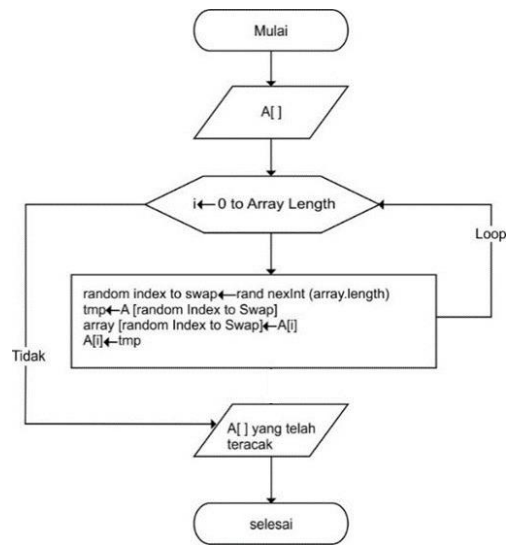 Mulai
A[ ]
i←0 to Array Length
Loop
random index to swap←rand nexInt (array.length)
tmp←A [random Index to Swap]
array [random Index to Swap]←A[i]
A[i]←tmp
Tidak
A[ ] yang telah
teracak
selesai